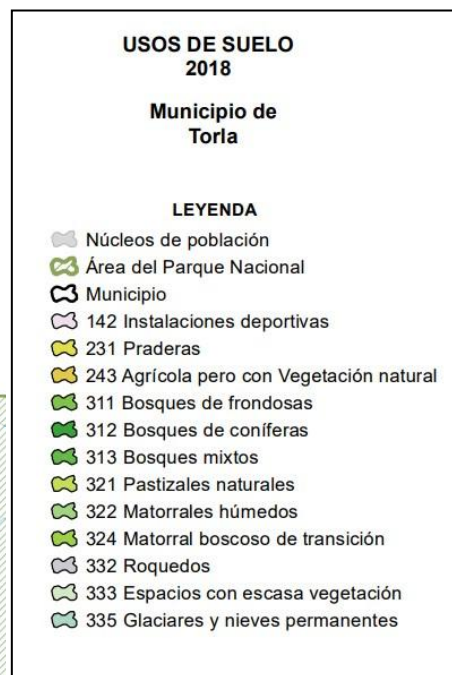 USOS DE SUELO
2018
Municipio de
Torla
LEYENDA
Núcleos de población
Área del Parque Nacional
Municipio
142 Instalaciones deportivas
231 Praderas
243 Agrícola pero con Vegetación natural
311 Bosques de frondosas
312 Bosques de coníferas
313 Bosques mixtos
321 Pastizales naturales
322 Matorrales húmedos
324 Matorral boscoso de transición
332 Roquedos
333 Espacios con escasa vegetación
335 Glaciares y nieves permanentes